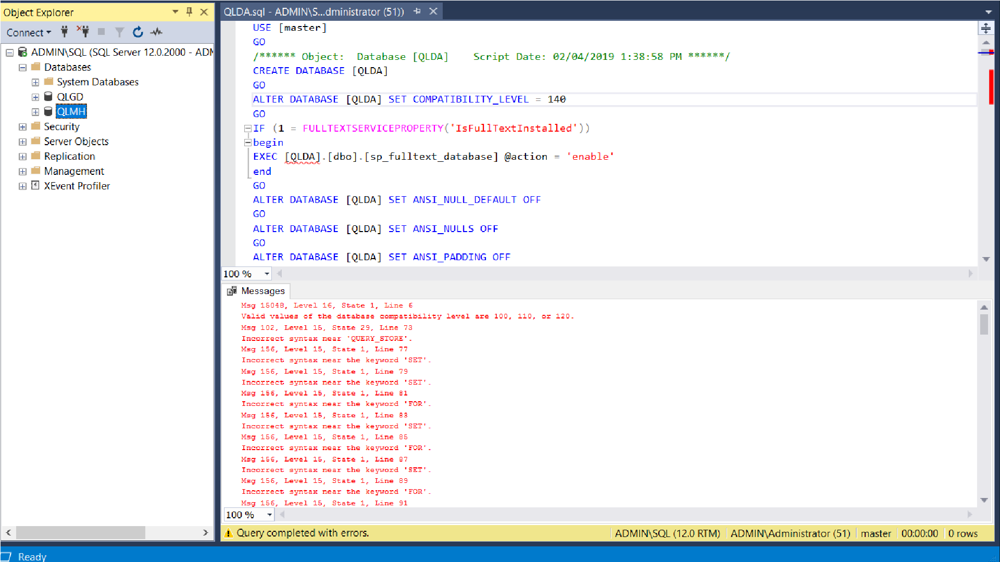 Object Explorer
Connect
ADMIN\SQL (SQL Server 12.0.2000 - ADM
Databases
System Databases
QLGD
QLMH
Security
Server Objects
Replication
Management
XEvent Profiler
QLDA.sql - ADMIN\S...dministrator (51))
USE [master]
GO
/****** Object:  Database [QLDA]    Script Date: 02/04/2019 1:38:58 PM ******/
CREATE DATABASE [QLDA]
GO
ALTER DATABASE [QLDA] SET COMPATIBILITY_LEVEL = 140
GO
IF (1 = FULLTEXTSERVICEPROPERTY('IsFullTextInstalled'))
begin
EXEC [QLDA].[dbo].[sp_fulltext_database] @action = 'enable'
end
GO
ALTER DATABASE [QLDA] SET ANSI_NULL_DEFAULT OFF
GO
ALTER DATABASE [QLDA] SET ANSI_NULLS OFF
GO
ALTER DATABASE [QLDA] SET ANSI_PADDING OFF
100 %
Messages
Msg 15048, Level 16, State 1, Line 6
Valid values of the database compatibility level are 100, 110, or 120.
Msg 102, Level 15, State 29, Line 73
Incorrect syntax near 'QUERY_STORE'.
Msg 156, Level 15, State 1, Line 77
Incorrect syntax near the keyword 'SET'.
Msg 156, Level 15, State 1, Line 79
Incorrect syntax near the keyword 'SET'.
Msg 156, Level 15, State 1, Line 81
Incorrect syntax near the keyword 'FOR'.
Msg 156, Level 15, State 1, Line 83
Incorrect syntax near the keyword 'SET'.
Msg 156, Level 15, State 1, Line 85
Incorrect syntax near the keyword 'FOR'.
Msg 156, Level 15, State 1, Line 87
Incorrect syntax near the keyword 'SET'.
Msg 156, Level 15, State 1, Line 89
Incorrect syntax near the keyword 'FOR'.
Msg 156, Level 15, State 1, Line 91
100 %
Query completed with errors.
ADMIN\SQL (12.0 RTM)
ADMIN\Administrator (51)
master
00:00:00
0 rows
Ready